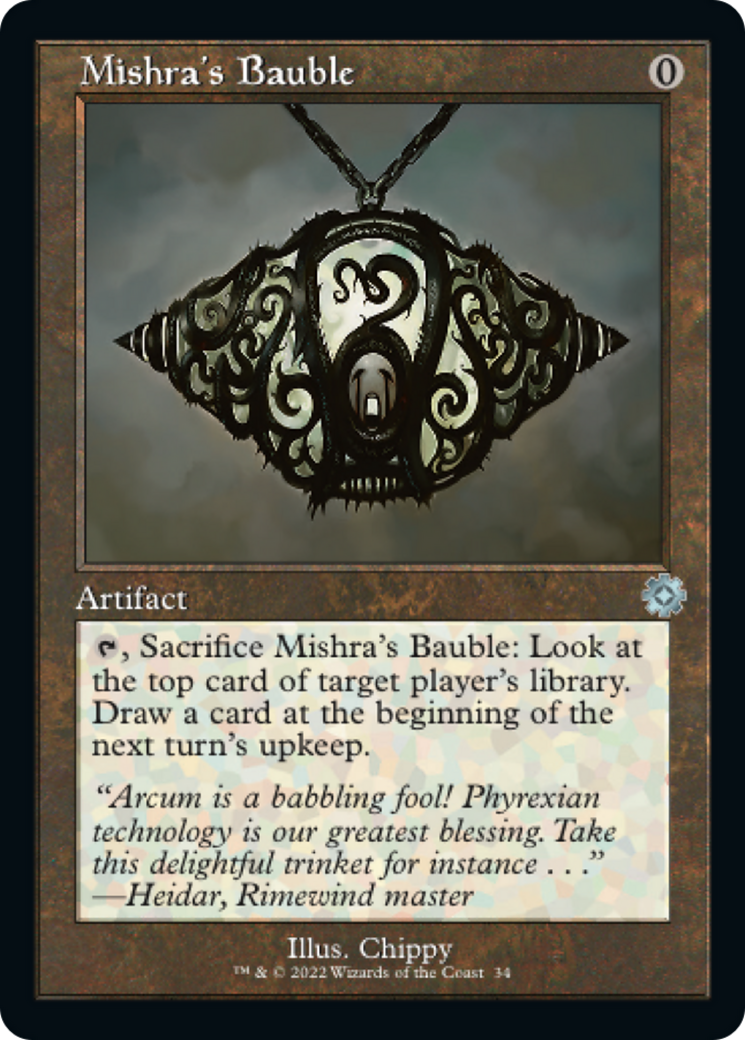 Mishra's Bauble 0
Artifact
, Sacrifice Mishra's Bauble: Look at
the top card of target player's library.
Draw a card at the beginning of the
next turn's upkeep.
“Arcum is a babbling fool! Phyrexian
technology is our greatest blessing. Take
this delightful trinket for instance . . .”
—Heidar, Rimewind master
Illus. Chippy
™ & © 2022 Wizards of the Coast 34